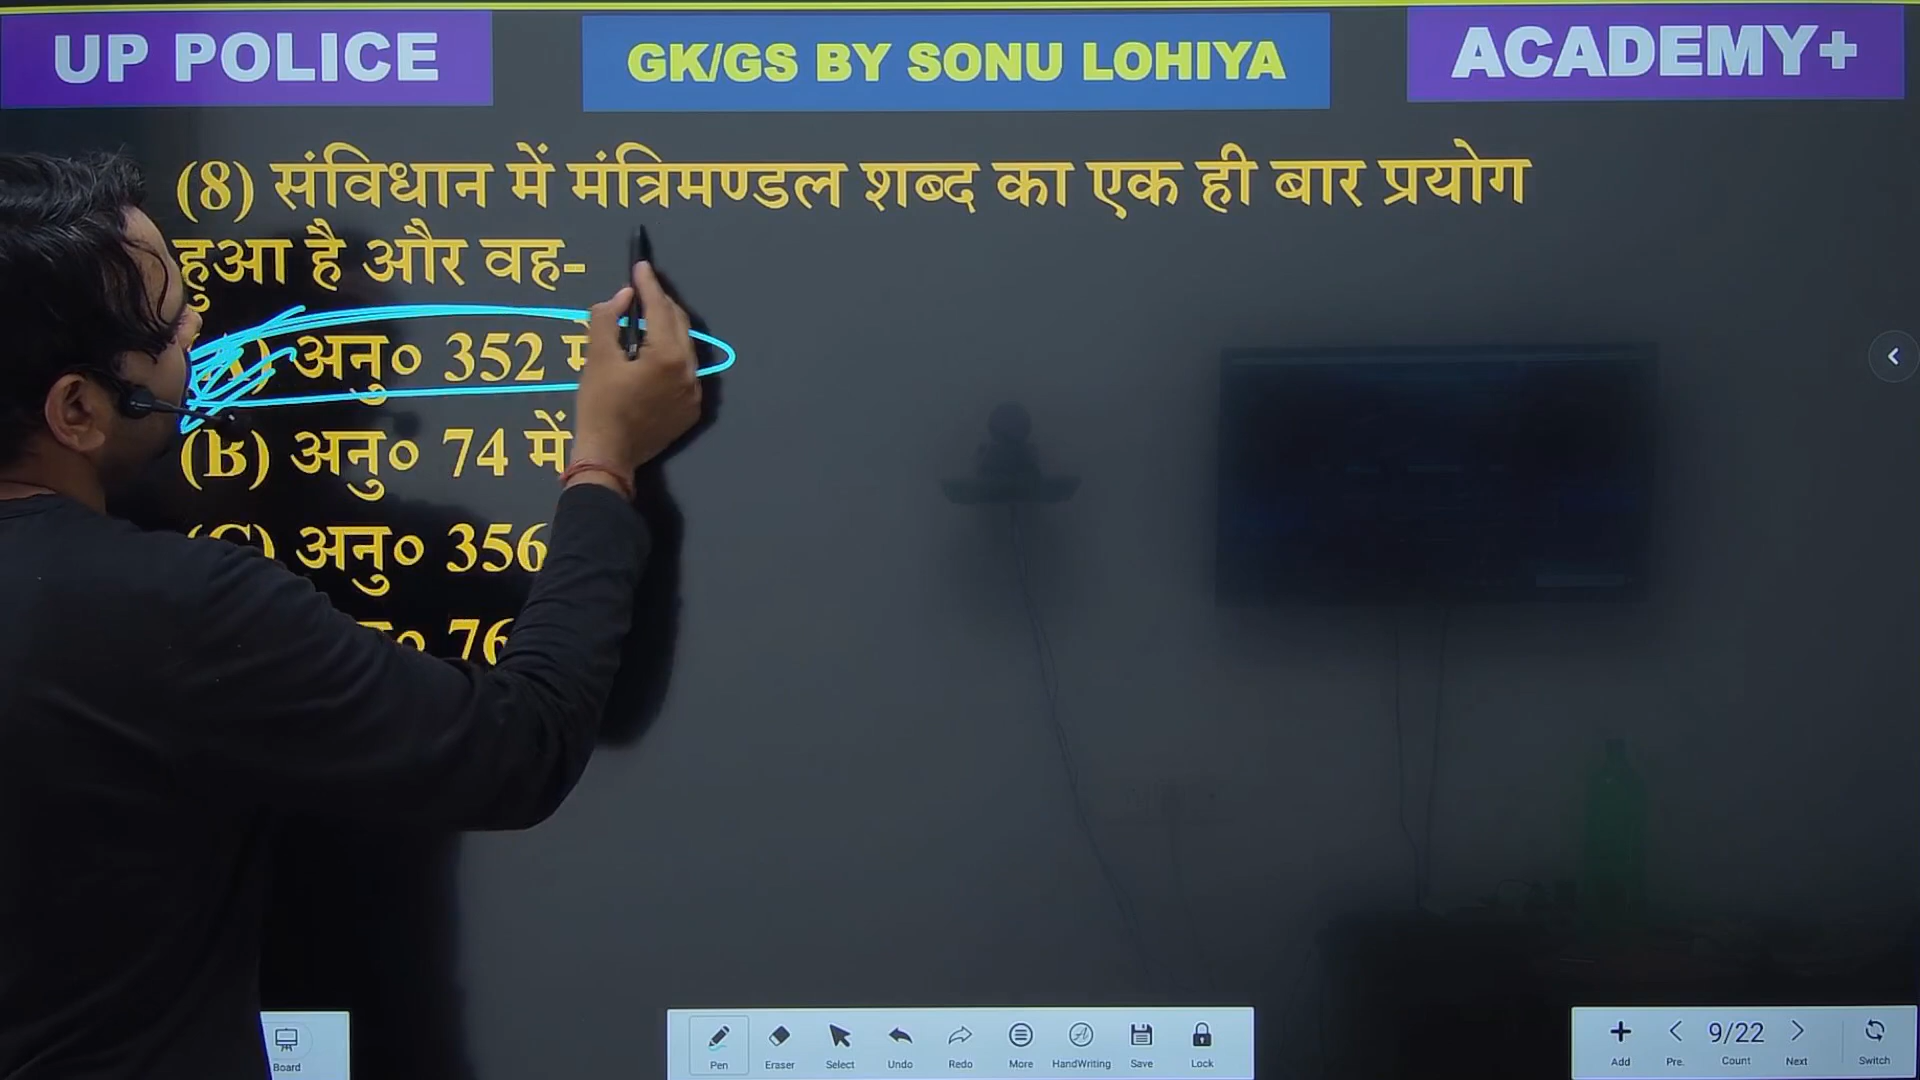 UP POLICE
GK/GS BY SONU LOHIYA
ACADEMY+
(8) संविधान में मंत्रिमण्डल शब्द का एक ही बार प्रयोग
हुआ है और वह-
(A) अनु० 352 में
(B) अनु० 74 में
(C) अनु० 356
76
Board
Pen
Eraser
Select
Undo
Redo
More
HandWriting
Save
Lock
Add
Pre.
9/22
Count
Next
Switch